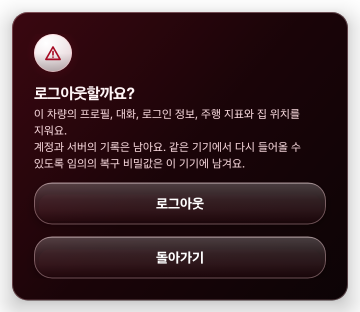 로그아웃할까요?
이 차량의 프로필, 대화, 로그인 정보, 주행 지표와 집 위치를
지워요.
계정과 서버의 기록은 남아요. 같은 기기에서 다시 들어올 수
있도록 임의의 복구 비밀값은 이 기기에 남겨요.
로그아웃
돌아가기